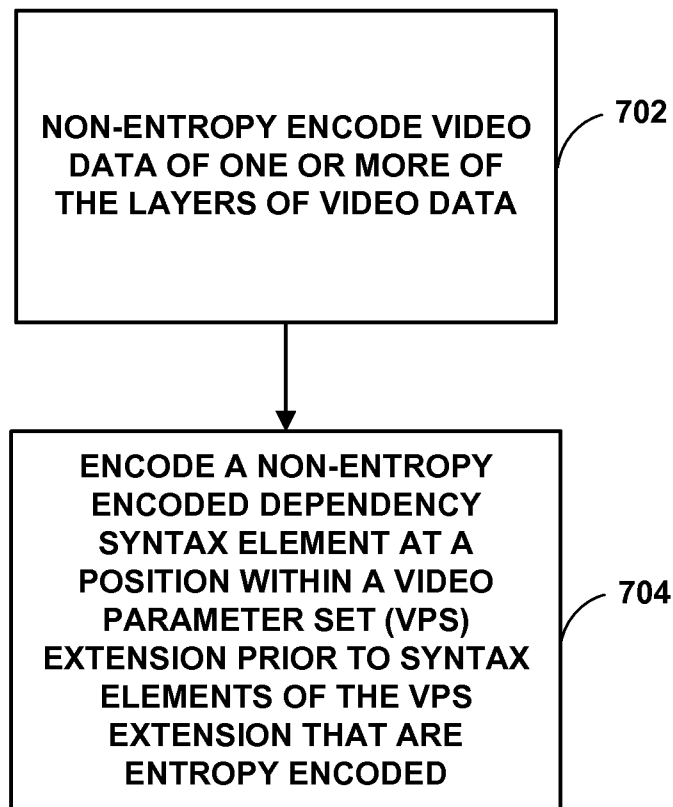 NON-ENTROPY ENCODE VIDEO
DATA OF ONE OR MORE OF
THE LAYERS OF VIDEO DATA
702
ENCODE A NON-ENTROPY
ENCODED DEPENDENCY
SYNTAX ELEMENT AT A
POSITION WITHIN A VIDEO
PARAMETER SET (VPS)
EXTENSION PRIOR TO SYNTAX
ELEMENTS OF THE VPS
EXTENSION THAT ARE
ENTROPY ENCODED
704